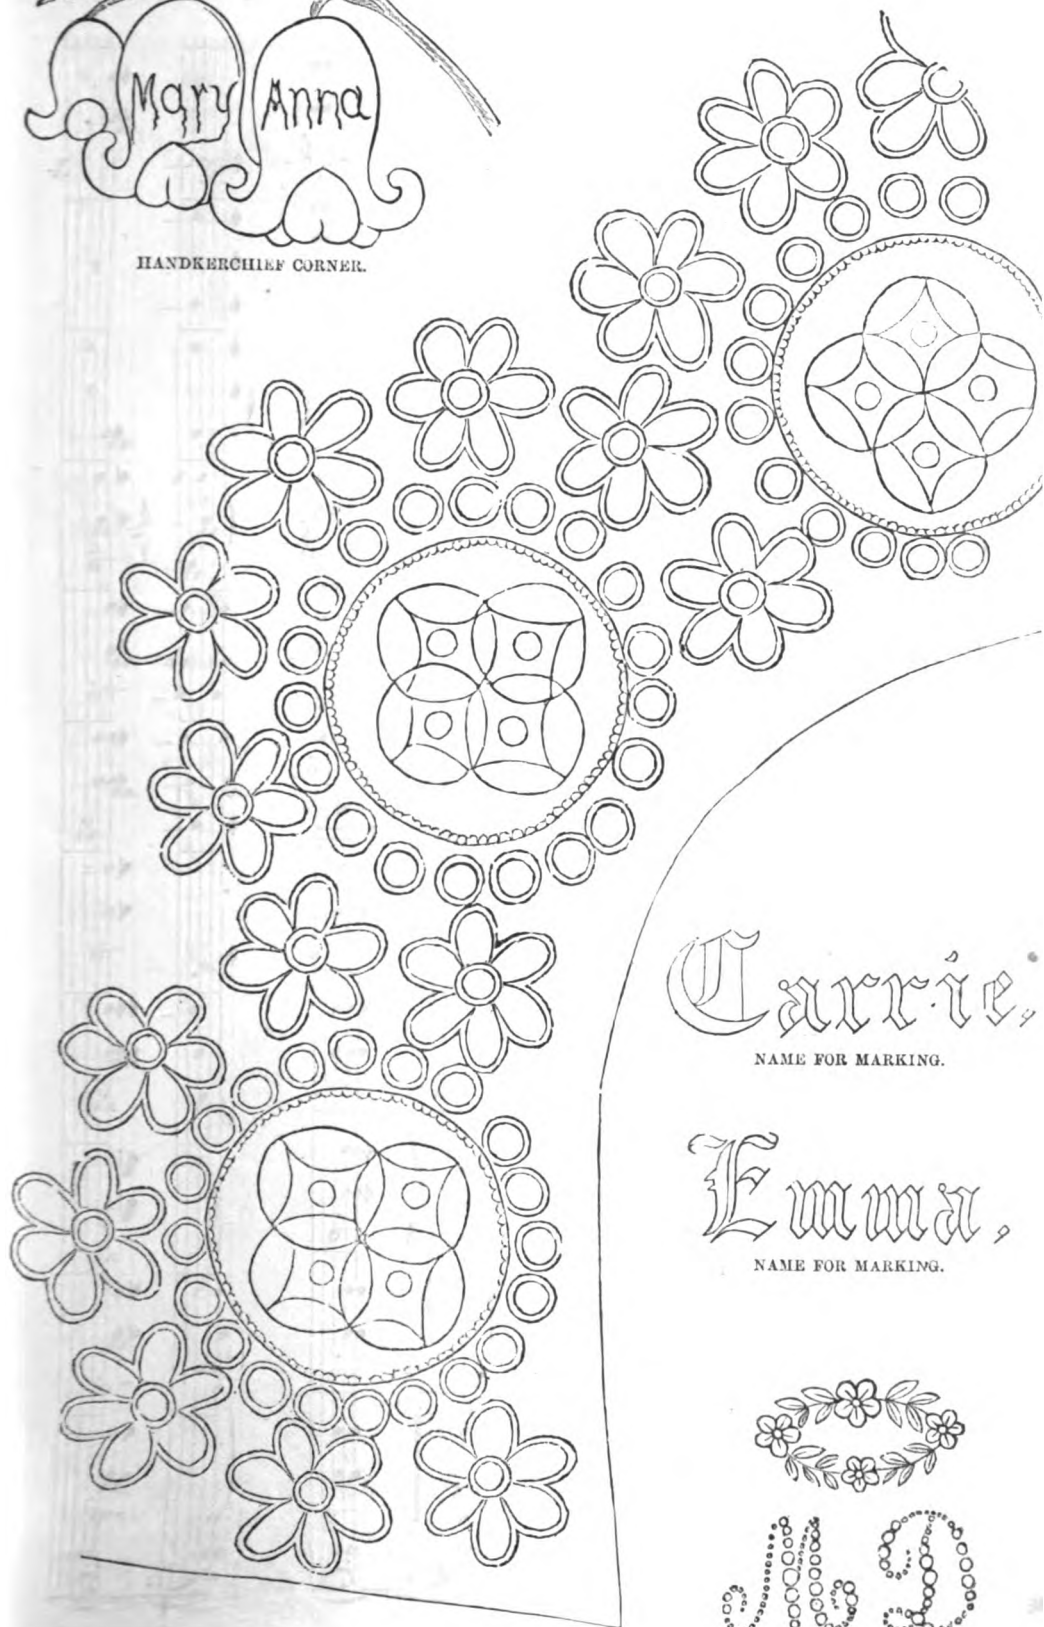 Mary Anna
HANDKERCHIEF CORNER.
Carrie,
NAME FOR MARKING.
Emma,
NAME FOR MARKING.
M D